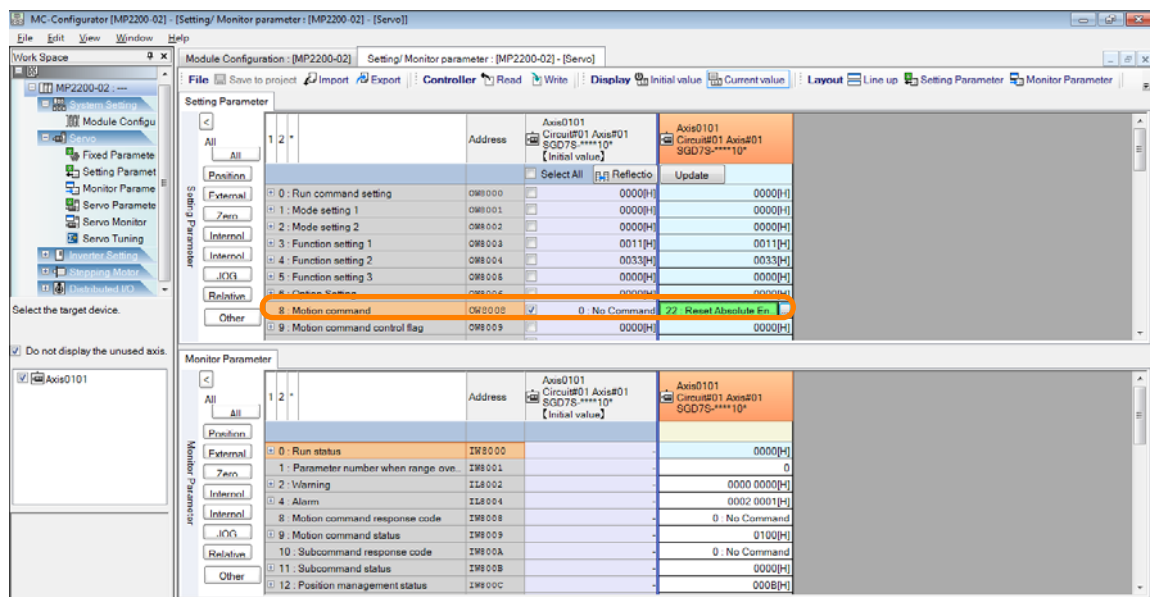 MC-Configurator [MP2200-02] - [Setting/ Monitor parameter : [MP2200-02] - [Servo]]
File Edit View Window Help
Work Space
MP2200-02 : ---
System Setting
Module Configu
Servo
Fixed Paramete
Setting Paramet
Monitor Parame
Servo Paramete
Servo Monitor
Servo Tuning
Inverter Setting
Stepping Motor
Distributed I/O
Select the target device.
Do not display the unused axis.
Axis0101
Module Configuration : [MP2200-02] Setting/ Monitor parameter : [MP2200-02] - [Servo]
File Save to project Import Export Controller Read Write Display Initial value Current value Layout Line up Setting Parameter Monitor Parameter
Setting Parameter
Setting Parameter
<
All
All
Position
External
Zero
Internol
Internol
JOG
Relative
Other
1 2 * Address Axis0101 Circuit#01 Axis#01 SGD7S-****10* 【Initial value】 Axis0101 Circuit#01 Axis#01 SGD7S-****10*
Select All Reflectio Update
0 : Run command setting OW8000 0000[H] 0000[H]
1 : Mode setting 1 OW8001 0000[H] 0000[H]
2 : Mode setting 2 OW8002 0000[H] 0000[H]
3 : Function setting 1 OW8003 0011[H] 0011[H]
4 : Function setting 2 OW8004 0033[H] 0033[H]
5 : Function setting 3 OW8005 0000[H] 0000[H]
6 : Option Setting OW8006 0000[H] 0000[H]
8 : Motion command OW8008 0 : No Command 22 : Reset Absolute En..
9 : Motion command control flag OW8009 0000[H] 0000[H]
Monitor Parameter
Monitor Parameter
<
All
All
Position
External
Zero
Internol
Internol
JOG
Relative
Other
1 2 * Address Axis0101 Circuit#01 Axis#01 SGD7S-****10* 【Initial value】 Axis0101 Circuit#01 Axis#01 SGD7S-****10*
0 : Run status IW8000 - 0000[H]
1 : Parameter number when range ove.. IW8001 - 0
2 : Warning IL8002 - 0000 0000[H]
4 : Alarm IL8004 - 0002 0001[H]
8 : Motion command response code IW8008 - 0 : No Command
9 : Motion command status IW8009 - 0100[H]
10 : Subcommand response code IW800A - 0 : No Command
11 : Subcommand status IW800B - 0000[H]
12 : Position management status IW800C - 000B[H]